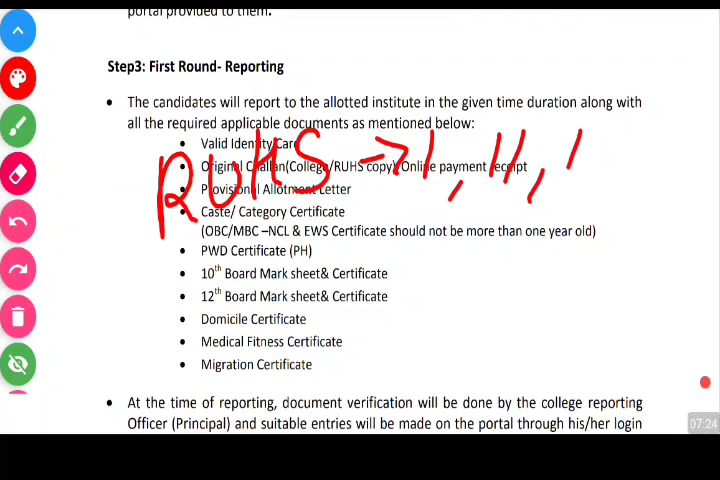 portal provided to them.
Step3: First Round- Reporting
• The candidates will report to the allotted institute in the given time duration along with
all the required applicable documents as mentioned below:
• Valid Identity Card
• Original Challan(College/RUHS copy)/Online payment receipt
• Provisional Allotment Letter
• Caste/ Category Certificate
(OBC/MBC –NCL & EWS Certificate should not be more than one year old)
• PWD Certificate (PH)
• 10th Board Mark sheet& Certificate
• 12th Board Mark sheet& Certificate
• Domicile Certificate
• Medical Fitness Certificate
• Migration Certificate
• At the time of reporting, document verification will be done by the college reporting
Officer (Principal) and suitable entries will be made on the portal through his/her login
RUHS → 1, 11, 1
07:24